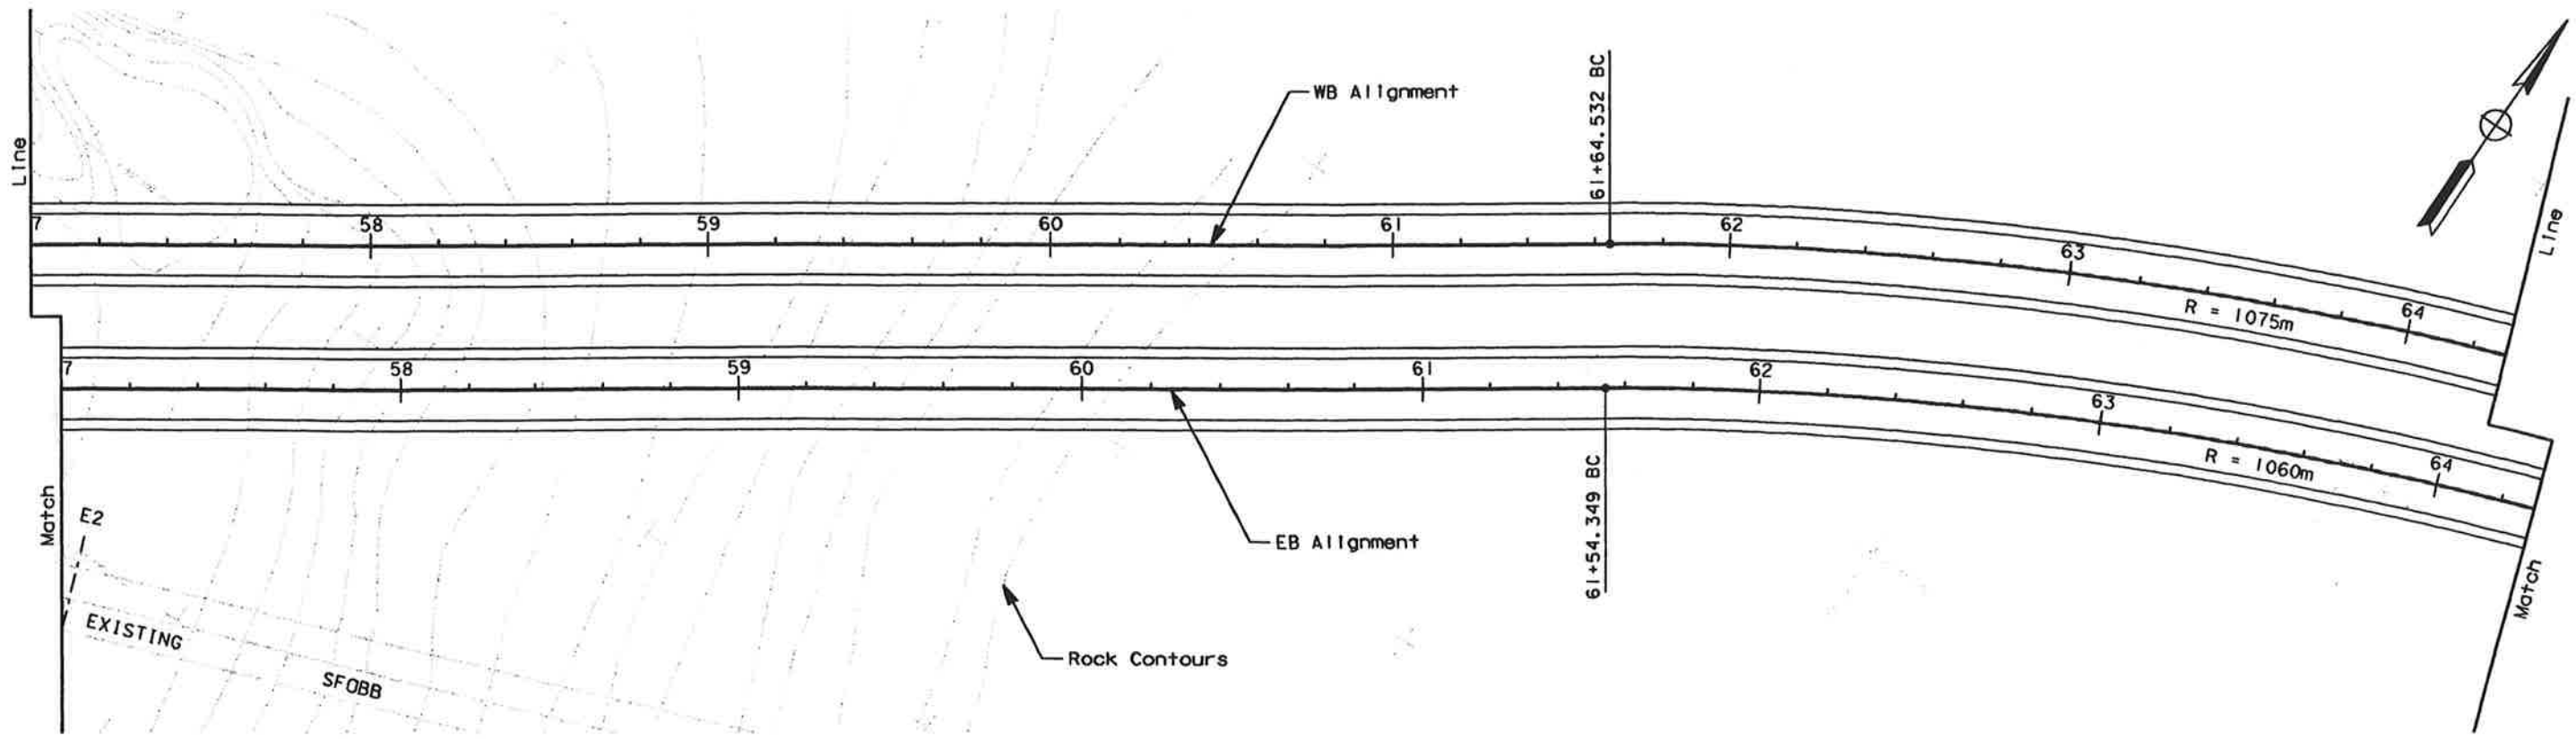 Line
7
58
59
60
61
62
63
64
WB Alignment
61+64.532 BC
R = 1075m
Line
7
58
59
60
61
62
63
64
EB Alignment
61+54.349 BC
R = 1060m
Match
E2
EXISTING
SFOBB
Rock Contours
Match